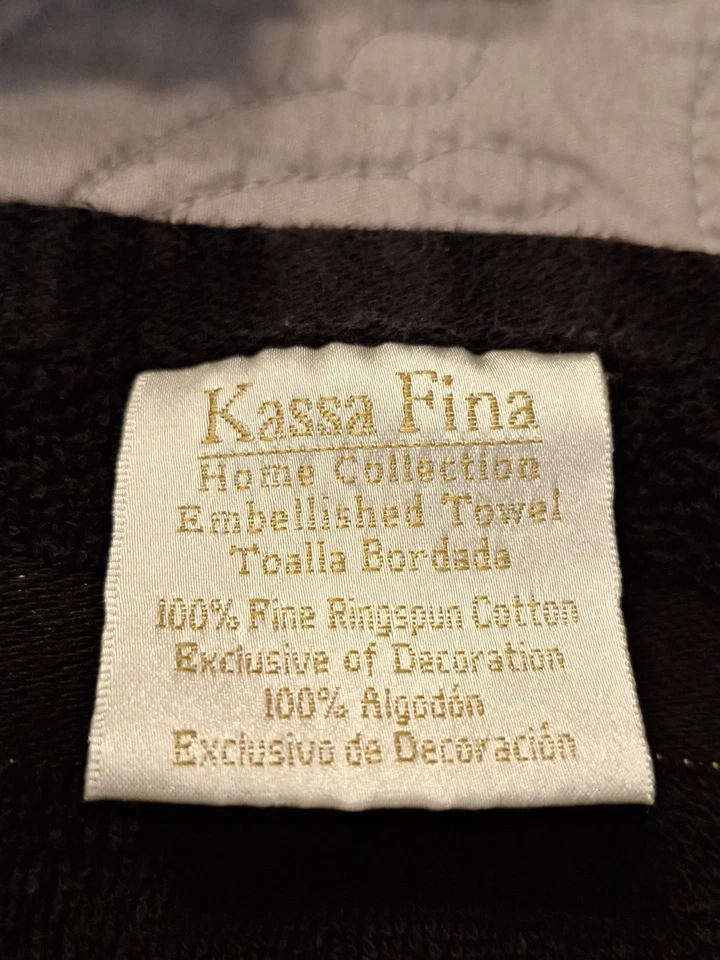 Kassa Fina
Home Collection
Embellished Towel
Toalla Bordada
100% Fine Ringspun Cotton
Exclusive of Decoration
100% Algodón
Exclusivo de Decoración